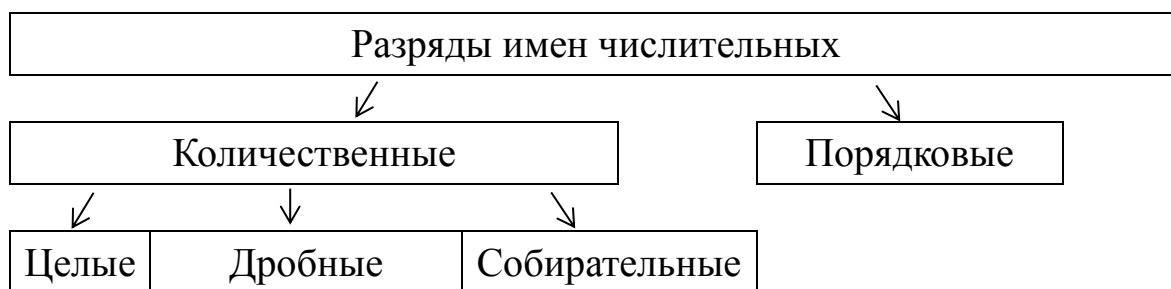 Разряды имен числительных
Количественные Порядковые
Целые Дробные Собирательные